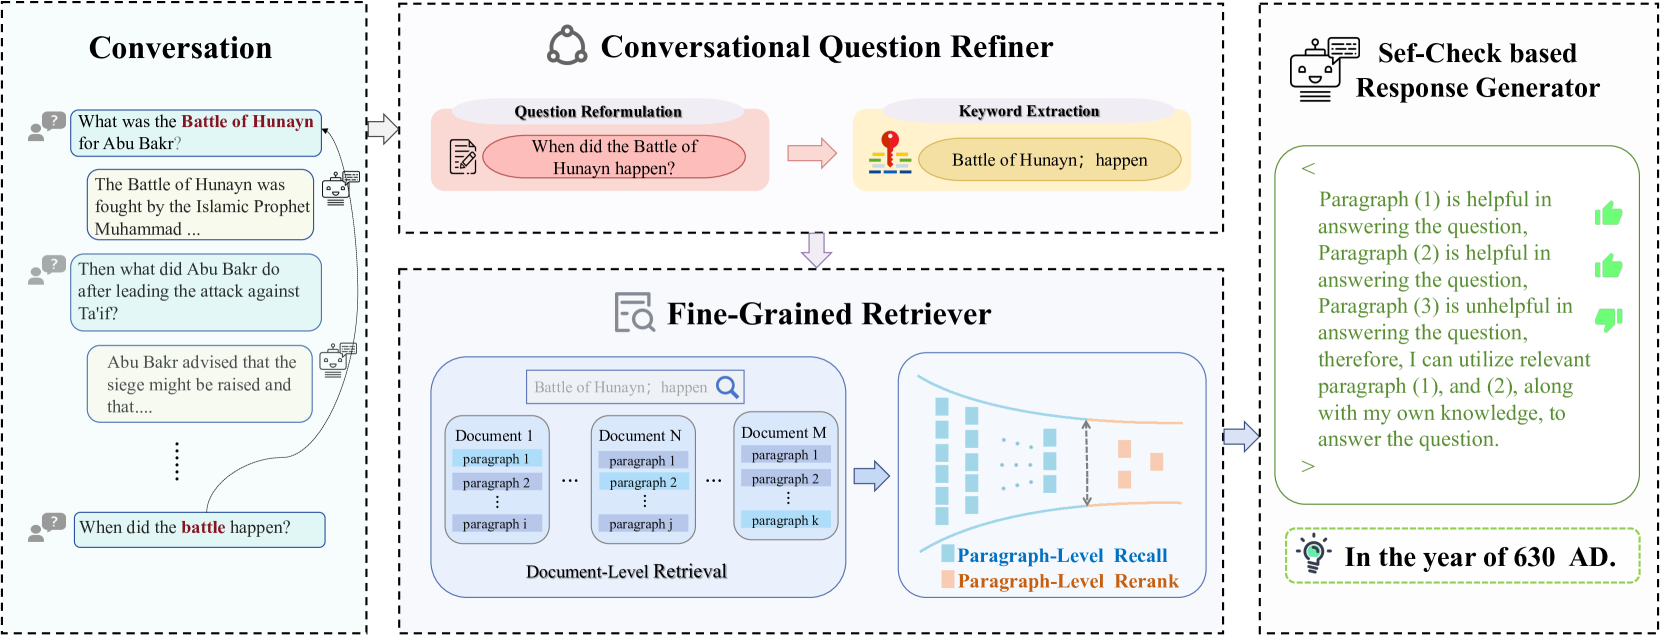 Conversation
?
What was the Battle of Hunayn
for Abu Bakr?
The Battle of Hunayn was
fought by the Islamic Prophet
Muhammad ...
?
Then what did Abu Bakr do
after leading the attack against
Ta'if?
Abu Bakr advised that the
siege might be raised and
that....
?
When did the battle happen?
Conversational Question Refiner
Question Reformulation
When did the Battle of
Hunayn happen?
Keyword Extraction
Battle of Hunayn; happen
Fine-Grained Retriever
Battle of Hunayn; happen
Document 1
paragraph 1
paragraph 2
paragraph i
...
Document N
paragraph 1
paragraph 2
paragraph j
...
Document M
paragraph 1
paragraph 2
paragraph k
Document-Level Retrieval
Paragraph-Level Recall
Paragraph-Level Rerank
Sef-Check based
Response Generator
<
Paragraph (1) is helpful in
answering the question,
Paragraph (2) is helpful in
answering the question,
Paragraph (3) is unhelpful in
answering the question,
therefore, I can utilize relevant
paragraph (1), and (2), along
with my own knowledge, to
answer the question.
>
In the year of 630 AD.